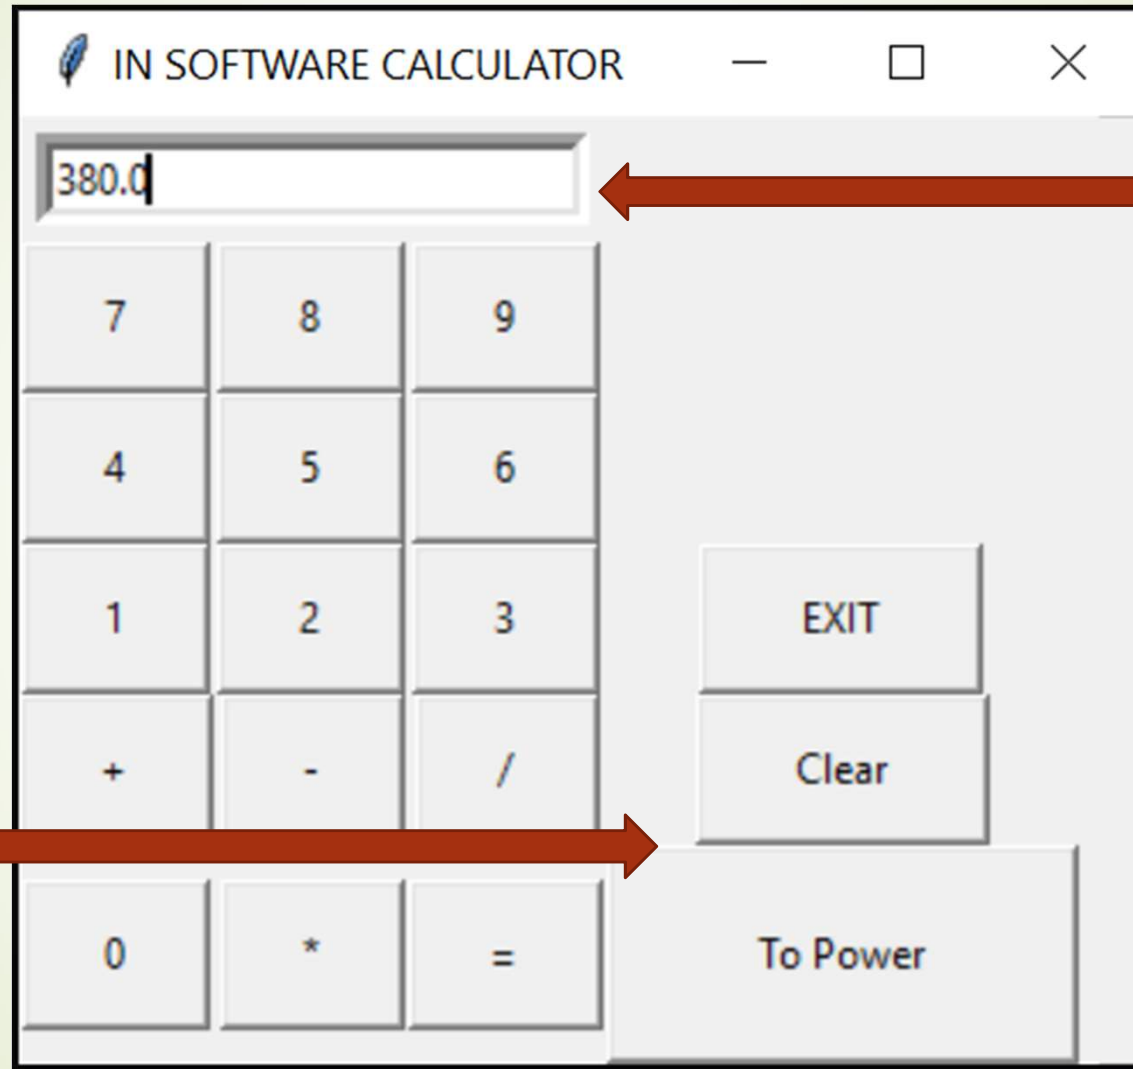 IN SOFTWARE CALCULATOR
380.0
7 8 9
4 5 6
1 2 3 EXIT
+ - / Clear
0 * = To Power